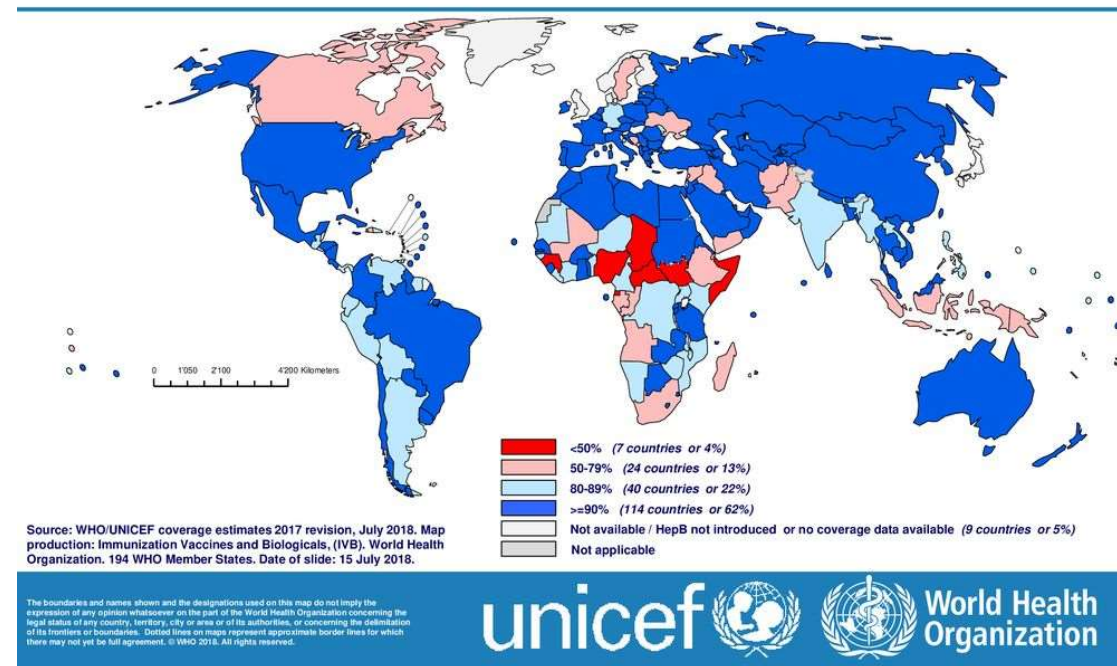 0 1'050 2'100 4'200 Kilometers
<50% (7 countries or 4%)
50-79% (24 countries or 13%)
80-89% (40 countries or 22%)
>=90% (114 countries or 62%)
Not available / HepB not introduced or no coverage data available (9 countries or 5%)
Not applicable
Source: WHO/UNICEF coverage estimates 2017 revision, July 2018. Map
production: Immunization Vaccines and Biologicals, (IVB). World Health
Organization. 194 WHO Member States. Date of slide: 15 July 2018.
The boundaries and names shown and the designations used on this map do not imply the
expression of any opinion whatsoever on the part of the World Health Organization concerning the
legal status of any country, territory, city or area or of its authorities, or concerning the delimitation
of its frontiers or boundaries. Dotted lines on maps represent approximate border lines for which
there may not yet be full agreement. © WHO 2018. All rights reserved.
unicef
World Health
Organization